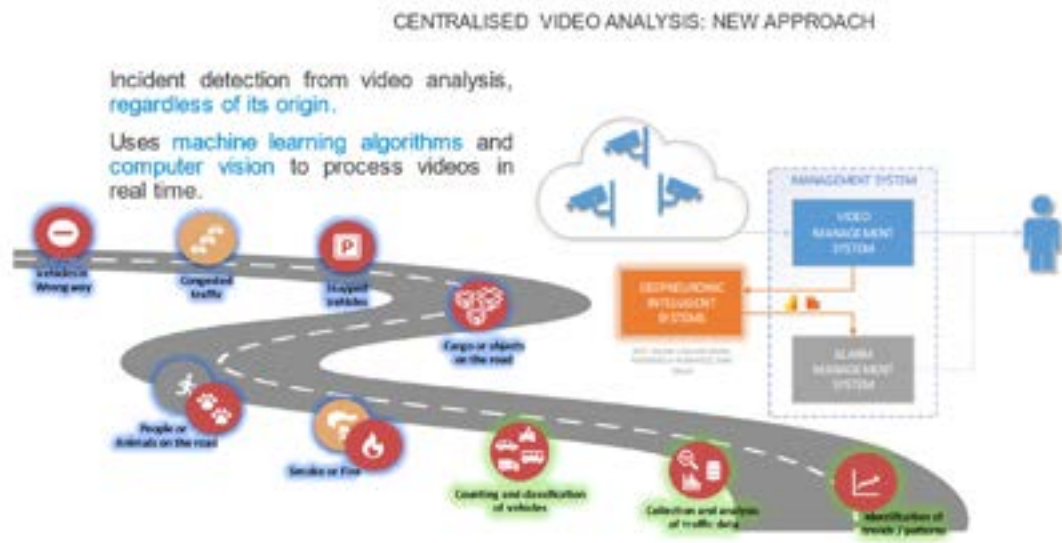 CENTRALISED VIDEO ANALYSIS: NEW APPROACH
Incident detection from video analysis,
regardless of its origin.
Uses machine learning algorithms and
computer vision to process videos in
real time.
MANAGEMENT SYSTEM
VIDEO
MANAGEMENT
SYSTEM
DEEPNEURONIC
INTELLIGENT
SYSTEMS
ALARM
MANAGEMENT
SYSTEM
Vehicles in
Wrong way
Congested
traffic
P
Stopped
vehicles
Cargo or objects
on the road
People or
Animals on the road
Smoke or Fire
Counting and classification
of vehicles
Collection and analysis
of traffic data
Identification of
trends / patterns